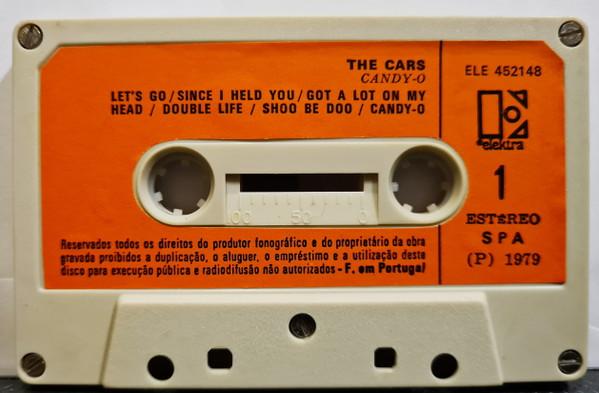 THE CARS
CANDY-O
LET'S GO/SINCE I HELD YOU/GOT A LOT ON MY
HEAD / DOUBLE LIFE / SHOO BE DOO / CANDY-O
ELE 452148
elektra
1
ESTéREO
SPA
(P) 1979
100 50 0
Reservados todos os direitos do produtor fonográfico e do proprietário da obra
gravada proibidos a duplicação, o aluguer, o empréstimo e a utilização deste
disco para execução pública e radiodifusão não autorizados - F. em Portugal